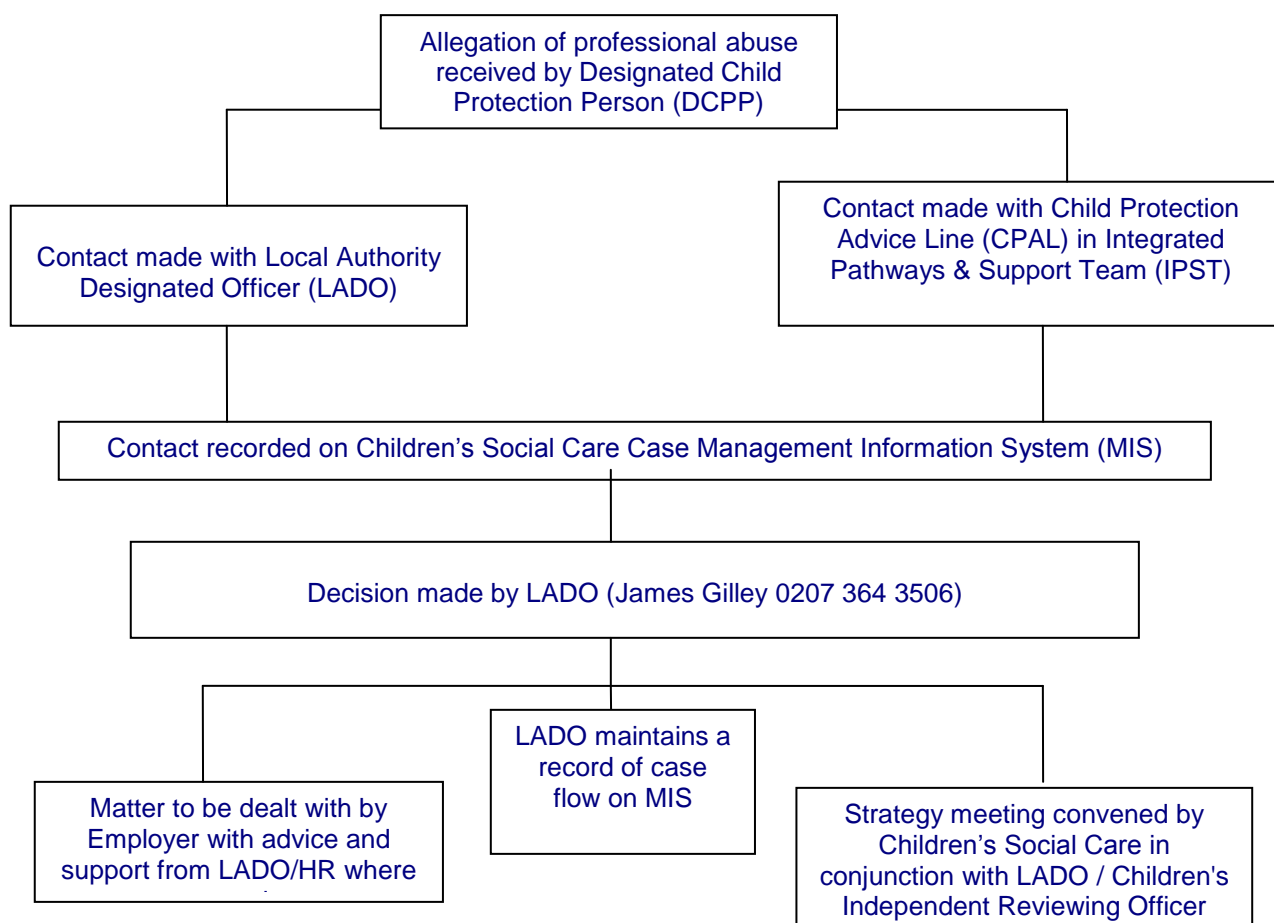 Allegation of professional abuse
received by Designated Child
Protection Person (DCPP)
Contact made with Local Authority
Designated Officer (LADO)
Contact made with Child Protection
Advice Line (CPAL) in Integrated
Pathways & Support Team (IPST)
Contact recorded on Children’s Social Care Case Management Information System (MIS)
Decision made by LADO (James Gilley 0207 364 3506)
Matter to be dealt with by
Employer with advice and
support from LADO/HR where
LADO maintains a
record of case
flow on MIS
Strategy meeting convened by
Children’s Social Care in
conjunction with LADO / Children's
Independent Reviewing Officer